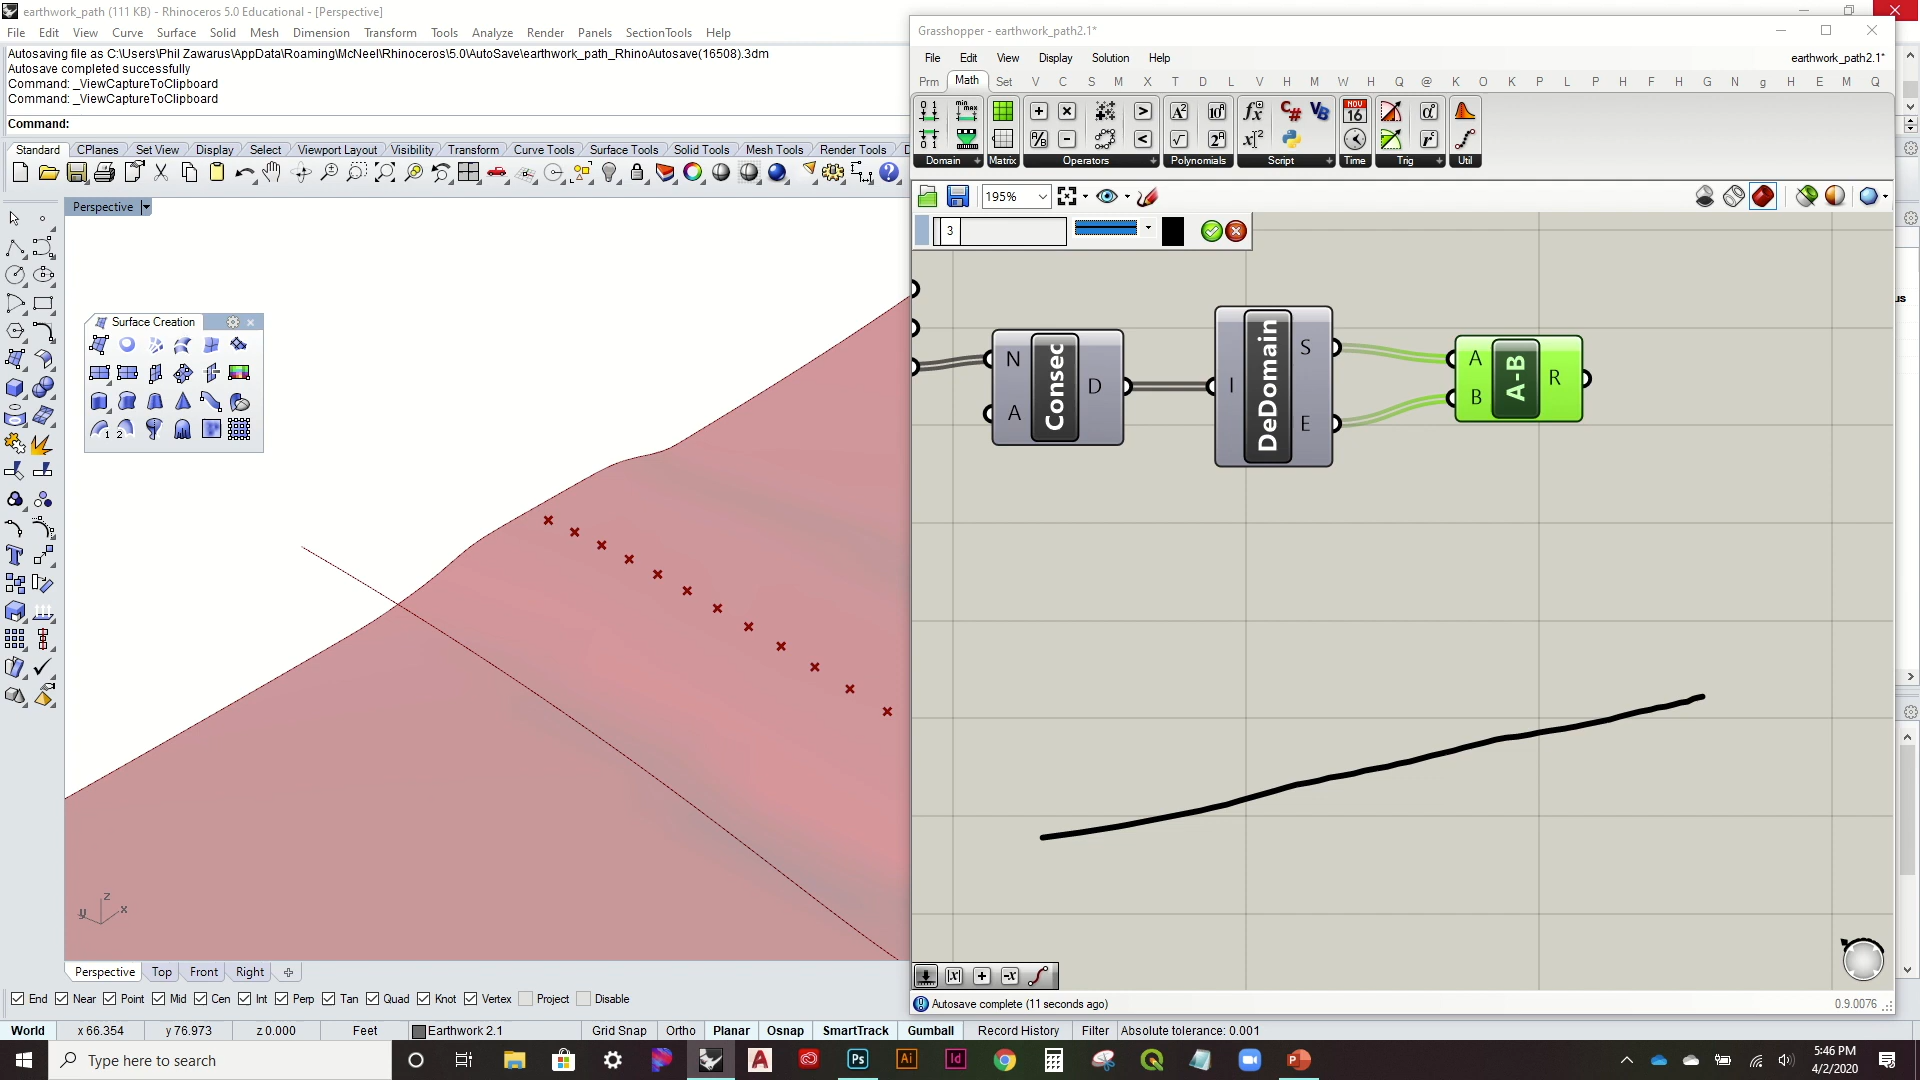 earthwork_path (111 KB) - Rhinoceros 5.0 Educational - [Perspective]
File Edit View Curve Surface Solid Mesh Dimension Transform Tools Analyze Render Panels SectionTools Help
Autosaving file as C:\Users\Phil Zawarus\AppData\Roaming\McNeel\Rhinoceros\5.0\AutoSave\earthwork_path_RhinoAutosave(16508).3dm
Autosave completed successfully
Command: _ViewCaptureToClipboard
Command: _ViewCaptureToClipboard
Command:
Standard CPlanes Set View Display Select Viewport Layout Visibility Transform Curve Tools Surface Tools Solid Tools Mesh Tools Render Tools D
Perspective
Surface Creation
1 2
z
y x
Perspective Top Front Right
End Near Point Mid Cen Int Perp Tan Quad Knot Vertex Project Disable
World x 66.354 y 76.973 z 0.000 Feet Earthwork 2.1 Grid Snap Ortho Planar Osnap SmartTrack Gumball Record History Filter Absolute tolerance: 0.001
Grasshopper - earthwork_path2.1*
File Edit View Display Solution Help earthwork_path2.1*
Prm Math Set V C S M X T D L V H M W H Q @ K O K P L P H F H G N g H E M Q
Domain Matrix Operators Polynomials Script Time Trig Util
195%
3
N A Consec D
I DeDomain S E
A B A-B R
Autosave complete (11 seconds ago) 0.9.0076
us
Type here to search
5:46 PM
4/2/2020